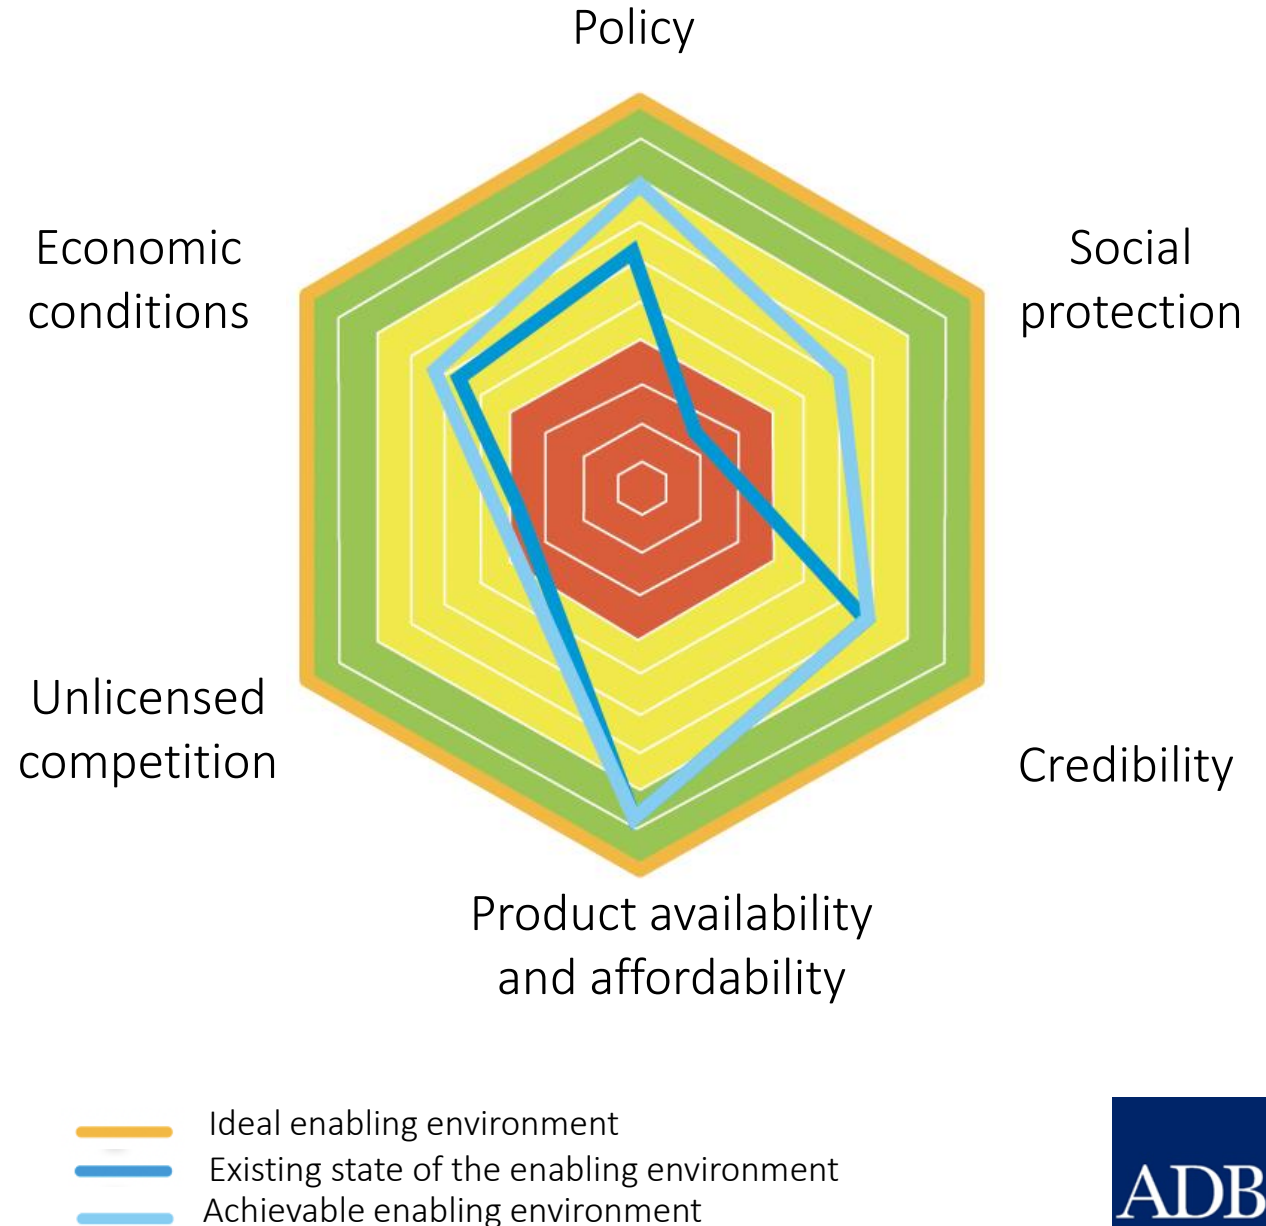 Policy
Economic
conditions
Social
protection
Unlicensed
competition
Credibility
Product availability
and affordability
Ideal enabling environment
Existing state of the enabling environment
Achievable enabling environment
ADB